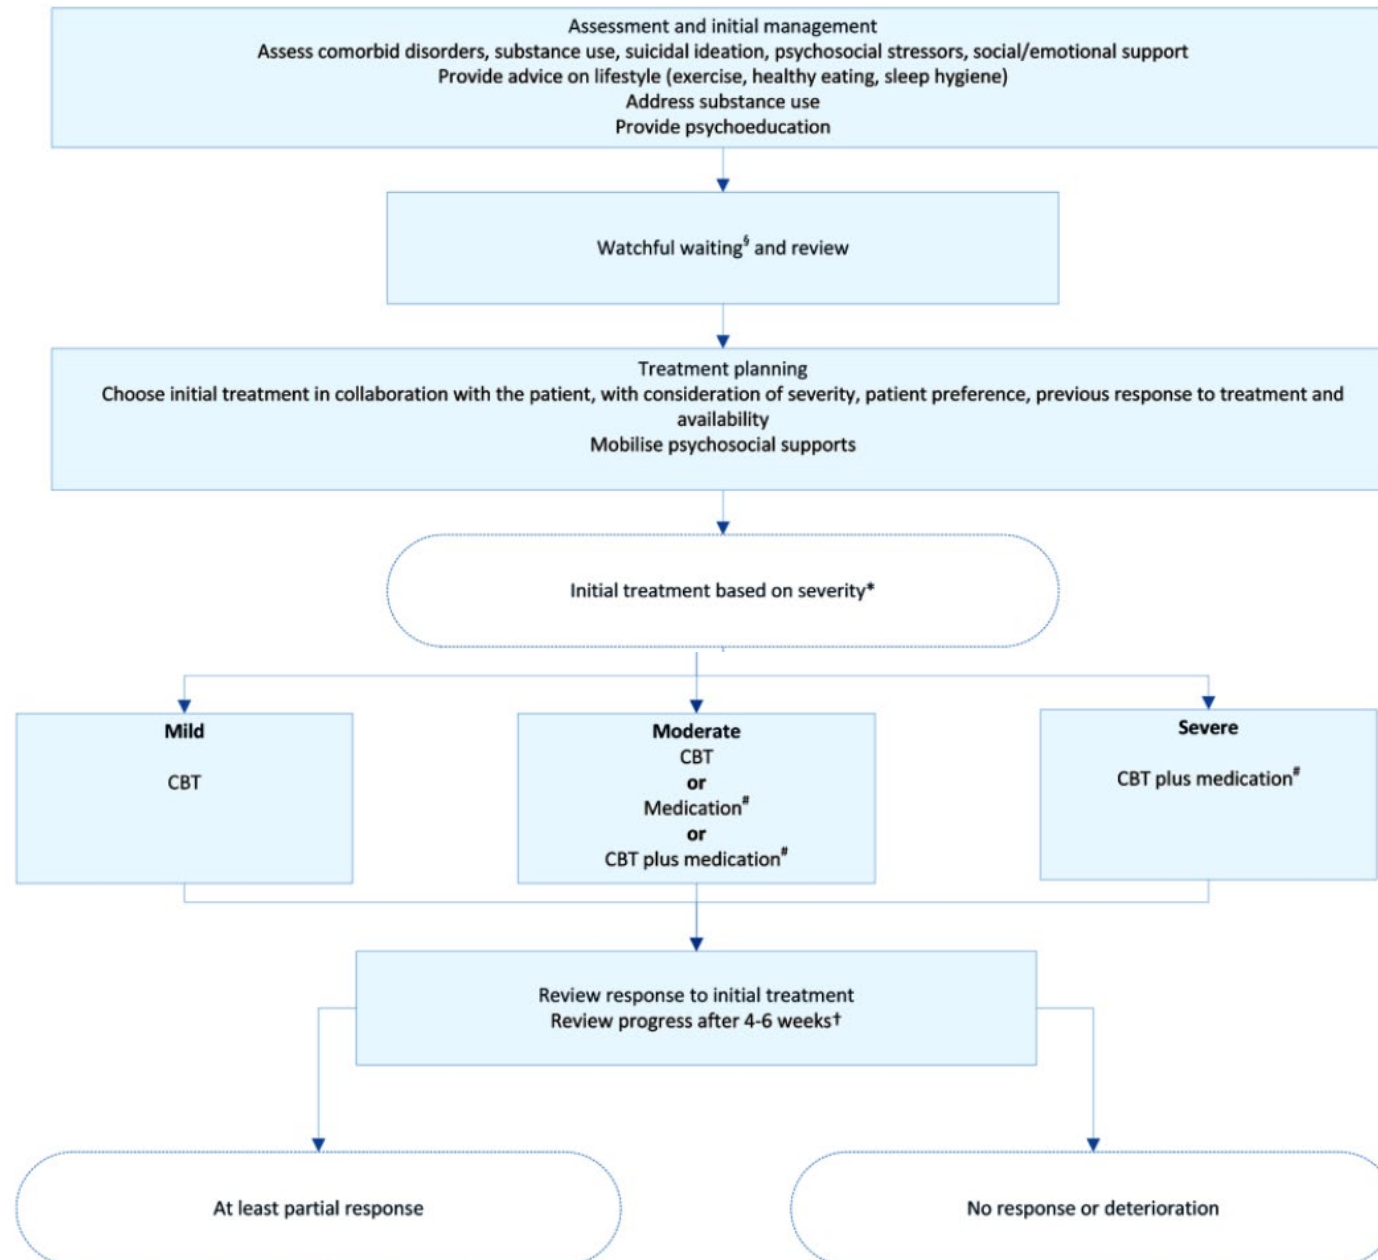 Assessment and initial management
Assess comorbid disorders, substance use, suicidal ideation, psychosocial stressors, social/emotional support
Provide advice on lifestyle (exercise, healthy eating, sleep hygiene)
Address substance use
Provide psychoeducation
Watchful waiting§ and review
Treatment planning
Choose initial treatment in collaboration with the patient, with consideration of severity, patient preference, previous response to treatment and
availability
Mobilise psychosocial supports
Initial treatment based on severity*
Mild
CBT
Moderate
CBT
or
Medication#
or
CBT plus medication#
Severe
CBT plus medication#
Review response to initial treatment
Review progress after 4-6 weeks†
At least partial response
No response or deterioration